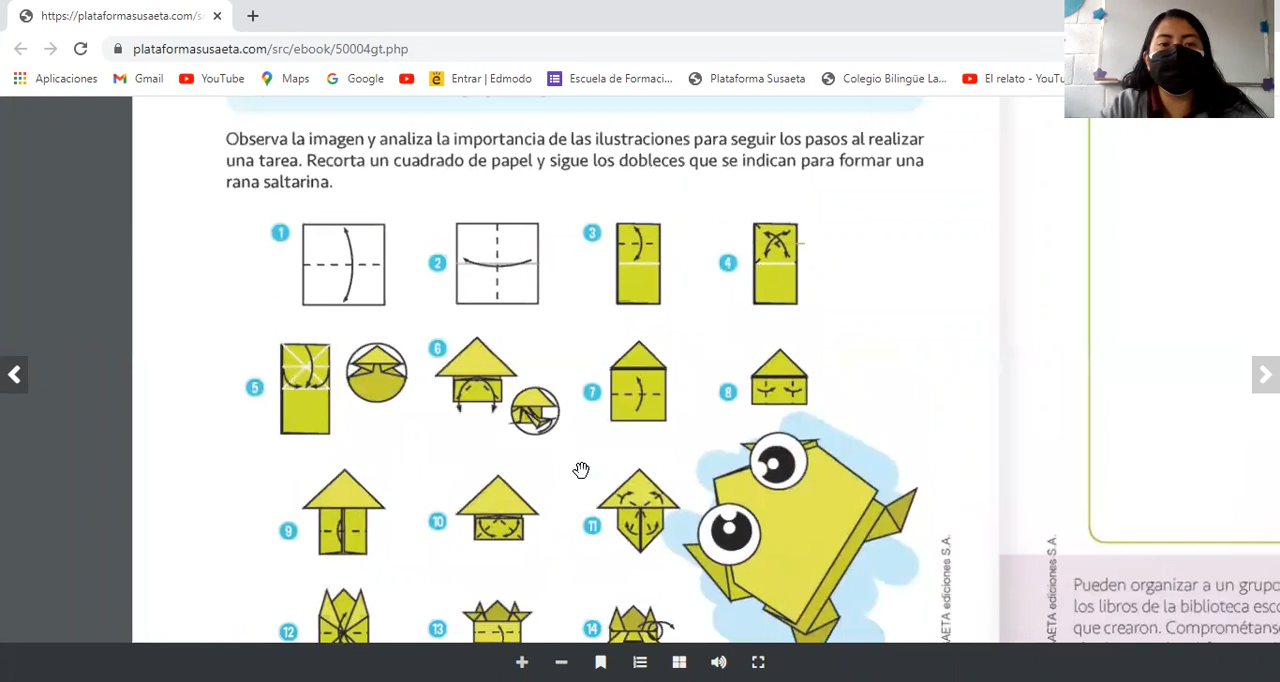 https://plataformasusaeta.com/s
plataformasusaeta.com/src/ebook/50004gt.php
Aplicaciones Gmail YouTube Maps Google Entrar | Edmodo Escuela de Formaci... Plataforma Susaeta Colegio Bilingüe La... El relato - YouTu
Observa la imagen y analiza la importancia de las ilustraciones para seguir los pasos al realizar
una tarea. Recorta un cuadrado de papel y sigue los dobleces que se indican para formar una
rana saltarina.
1
2
3
4
5
6
7
8
9
10
11
12
13
14
AETA ediciones S.A.
AETA ediciones S.A.
Pueden organizar a un grupo
los libros de la biblioteca esco
que crearon. Comprométans